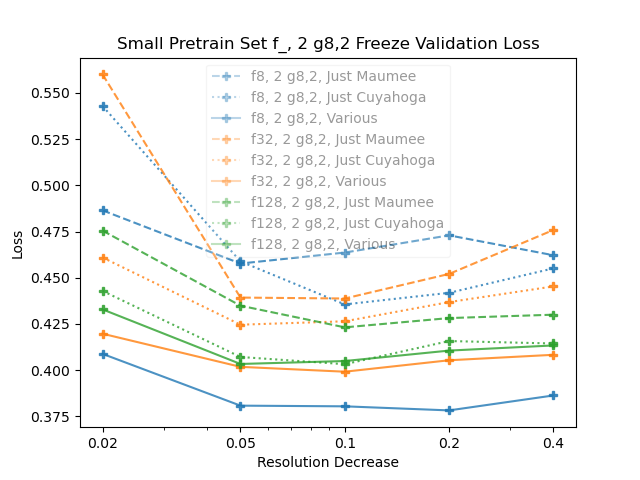 Small Pretrain Set f_, 2 g8,2 Freeze Validation Loss
f8, 2 g8,2, Just Maumee
f8, 2 g8,2, Just Cuyahoga
f8, 2 g8,2, Various
f32, 2 g8,2, Just Maumee
f32, 2 g8,2, Just Cuyahoga
f32, 2 g8,2, Various
f128, 2 g8,2, Just Maumee
f128, 2 g8,2, Just Cuyahoga
f128, 2 g8,2, Various
Loss
0.550
0.525
0.500
0.475
0.450
0.425
0.400
0.375
0.02
0.05
0.1
0.2
0.4
Resolution Decrease